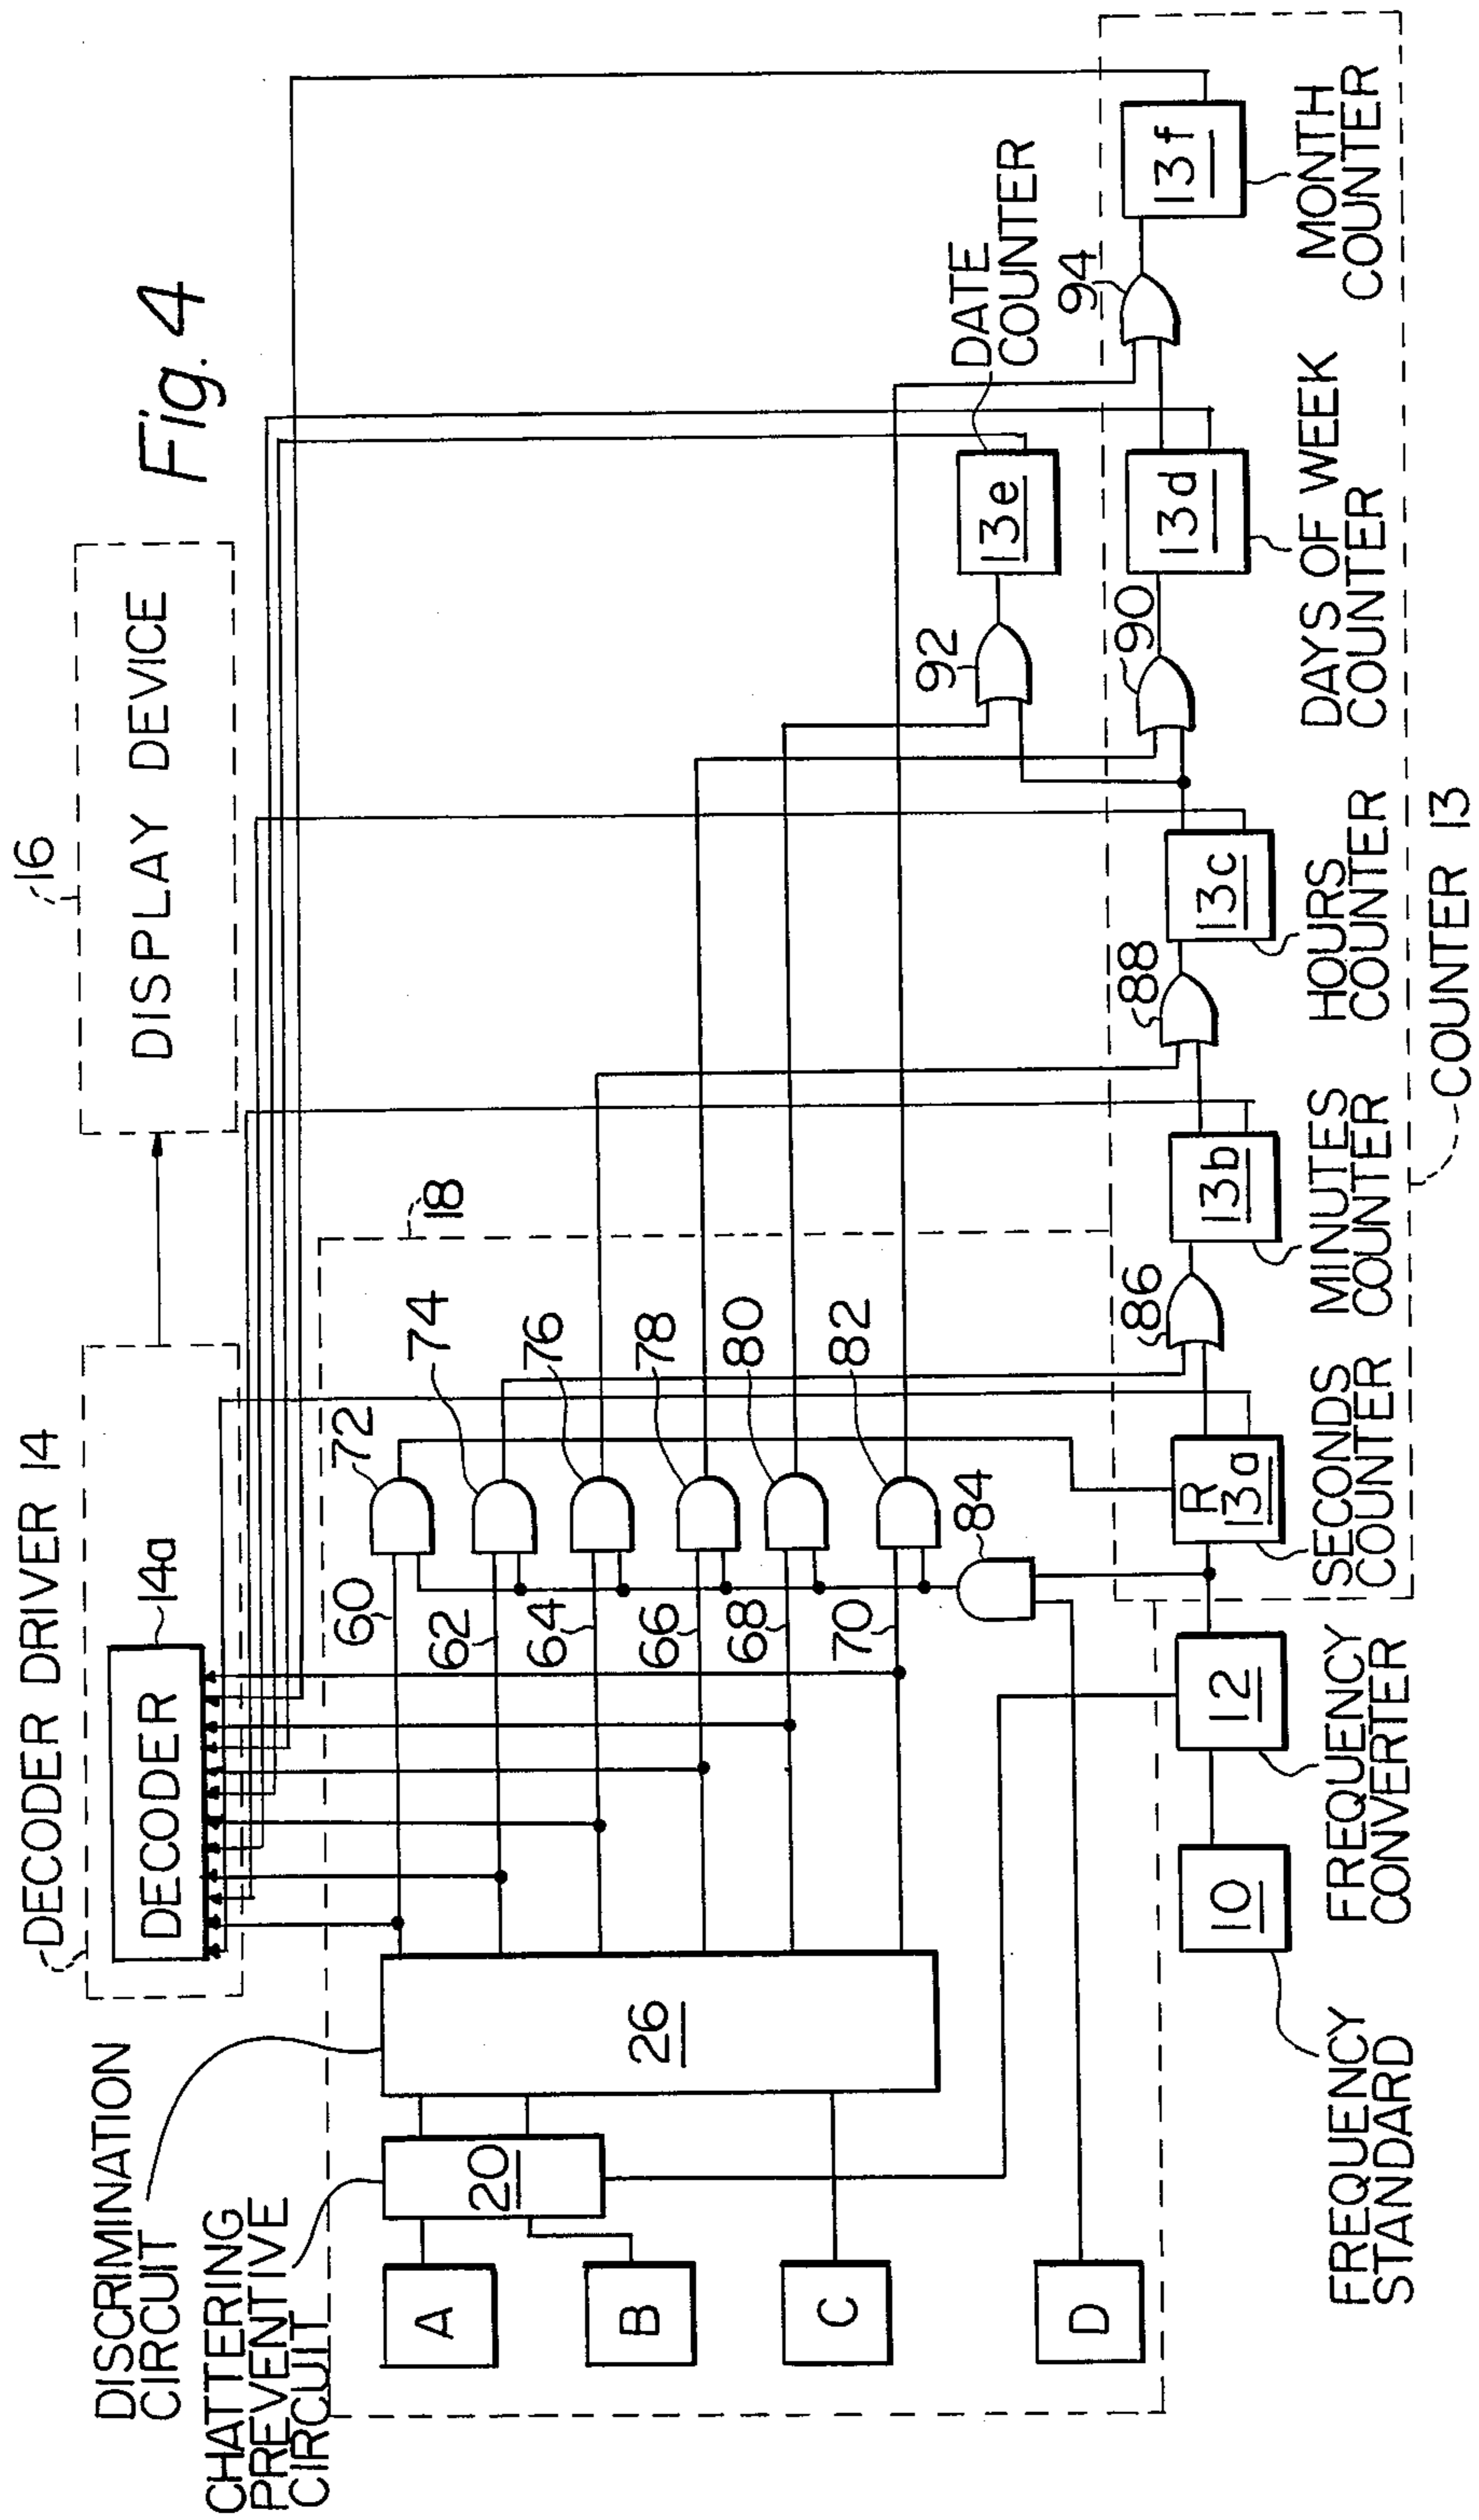 Fig. 4
DECODER DRIVER 14
16
DISPLAY DEVICE
14a
DECODER
DISCRIMINATION
CIRCUIT
CHATTERING
PREVENTIVE
CIRCUIT
18
A
B
C
D
20
26
60
62
64
66
68
70
72
74
76
78
80
82
84
86
88
90
92
94
DATE
COUNTER
13e
10
12
R
13a
13b
13c
13d
13f
FREQUENCY
STANDARD
FREQUENCY
CONVERTER
SECONDS
COUNTER
MINUTES
COUNTER
HOURS
COUNTER
DAYS OF WEEK
COUNTER
MONTH
COUNTER
COUNTER 13